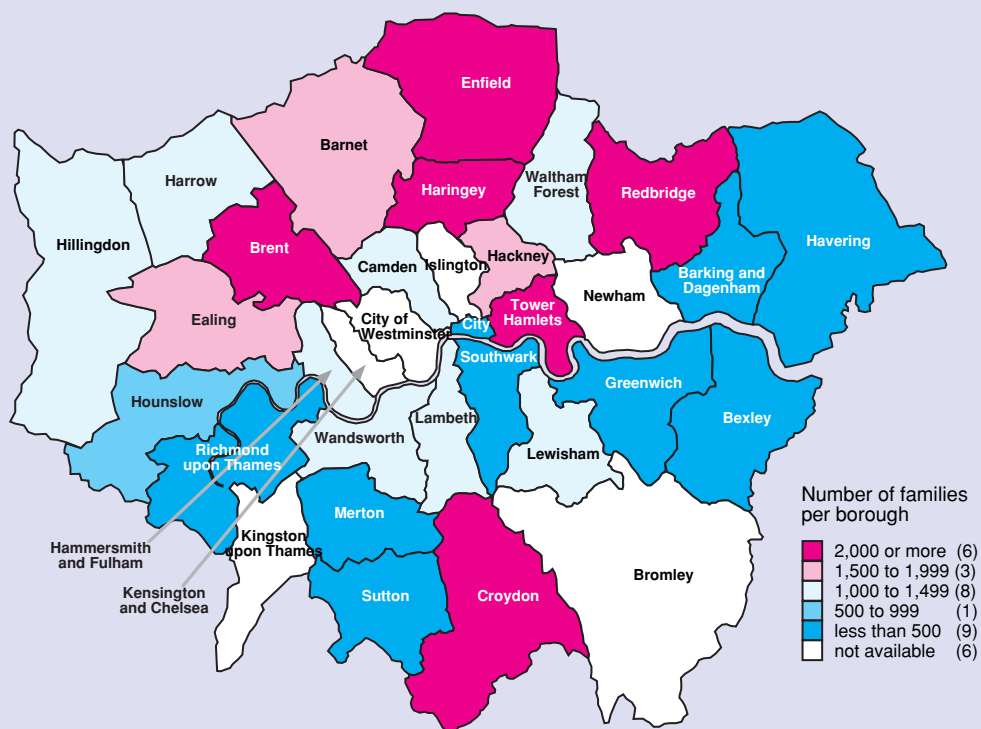 Enfield
Barnet
Harrow
Haringey
Waltham
Forest
Redbridge
Havering
Hillingdon
Brent
Camden
Islington
Hackney
Barking and
Dagenham
Newham
Tower
Hamlets
Ealing
City of
Westminster
City
Southwark
Greenwich
Hounslow
Bexley
Lambeth
Wandsworth
Richmond
upon Thames
Lewisham
Merton
Kingston
upon Thames
Hammersmith
and Fulham
Kensington
and Chelsea
Sutton
Croydon
Bromley
Number of families
per borough
2,000 or more (6)
1,500 to 1,999 (3)
1,000 to 1,499 (8)
500 to 999 (1)
less than 500 (9)
not available (6)